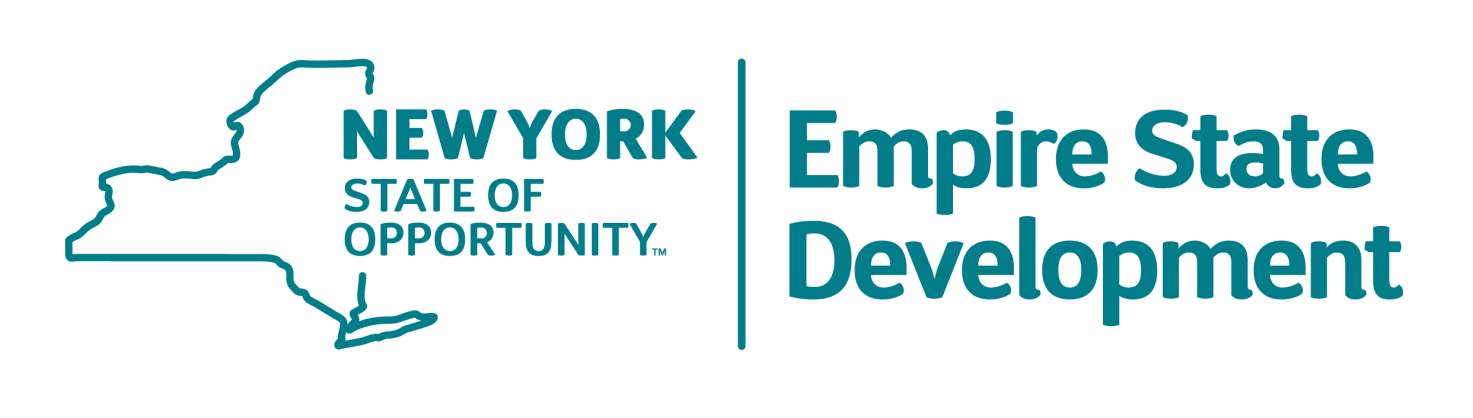 NEW YORK
STATE OF
OPPORTUNITY™
Empire State
Development